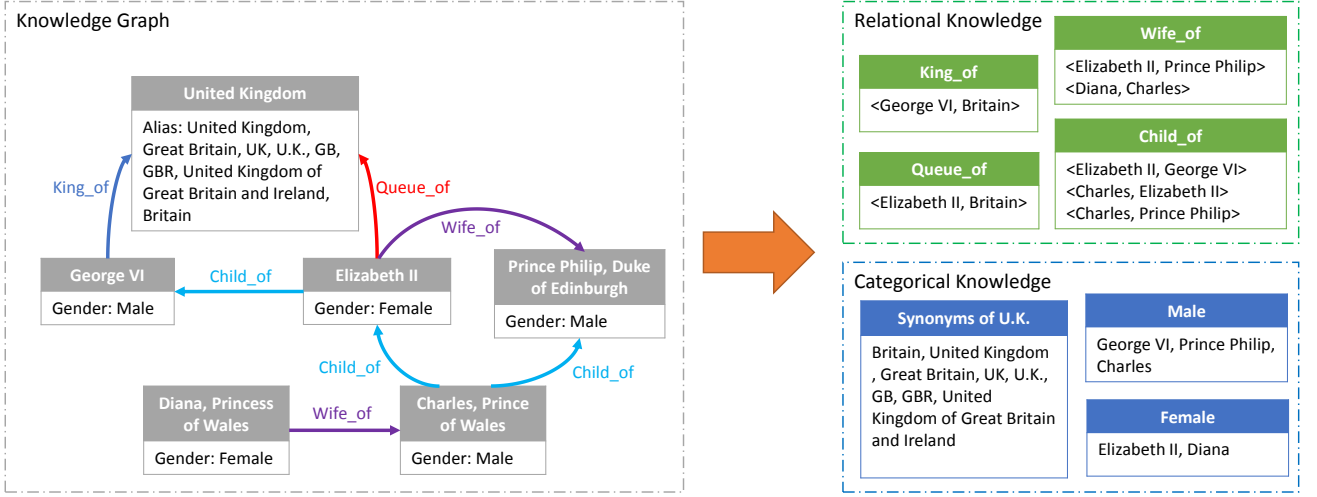 Knowledge Graph
United Kingdom
Alias: United Kingdom,
Great Britain, UK, U.K., GB,
GBR, United Kingdom of
Great Britain and Ireland,
Britain
King_of
Queue_of
Wife_of
George VI
Gender: Male
Child_of
Elizabeth II
Gender: Female
Prince Philip, Duke
of Edinburgh
Gender: Male
Child_of
Child_of
Diana, Princess
of Wales
Gender: Female
Wife_of
Charles, Prince
of Wales
Gender: Male
Relational Knowledge
King_of
<George VI, Britain>
Wife_of
<Elizabeth II, Prince Philip>
<Diana, Charles>
Queue_of
<Elizabeth II, Britain>
Child_of
<Elizabeth II, George VI>
<Charles, Elizabeth II>
<Charles, Prince Philip>
Categorical Knowledge
Synonyms of U.K.
Britain, United Kingdom
, Great Britain, UK, U.K.,
GB, GBR, United
Kingdom of Great Britain
and Ireland
Male
George VI, Prince Philip,
Charles
Female
Elizabeth II, Diana